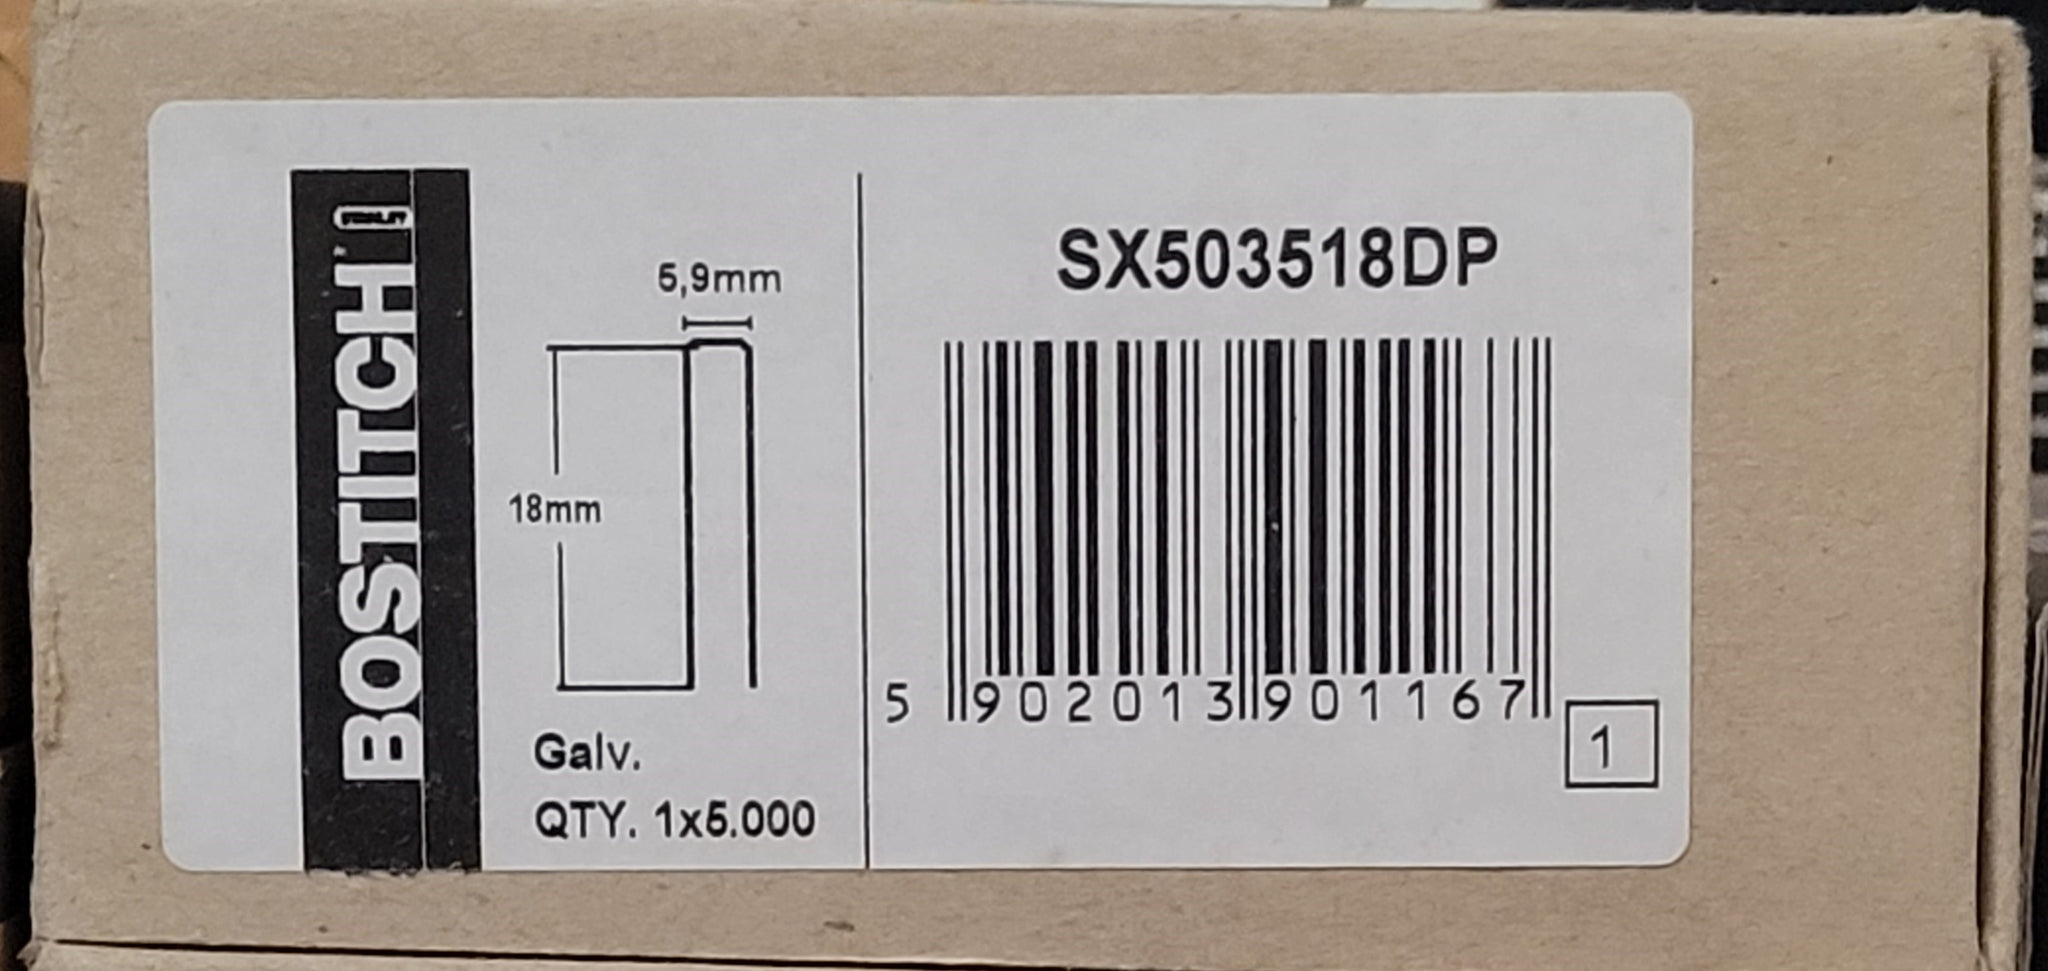 BOSTITCH
STANLEY
5,9mm
18mm
Galv.
QTY. 1x5.000
SX503518DP
5 902013 901167
1